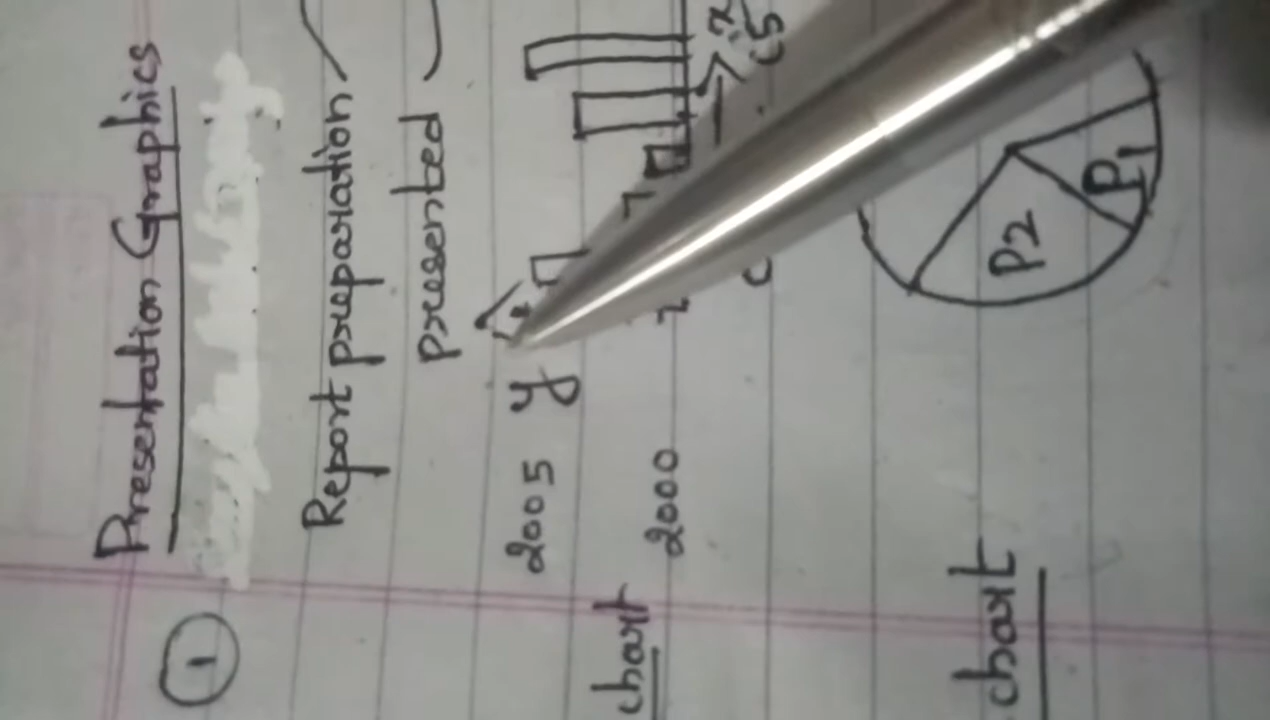 Presentation Graphics
1
Report preparation
presented
2005 y
chart 2000
P1
P2
chart